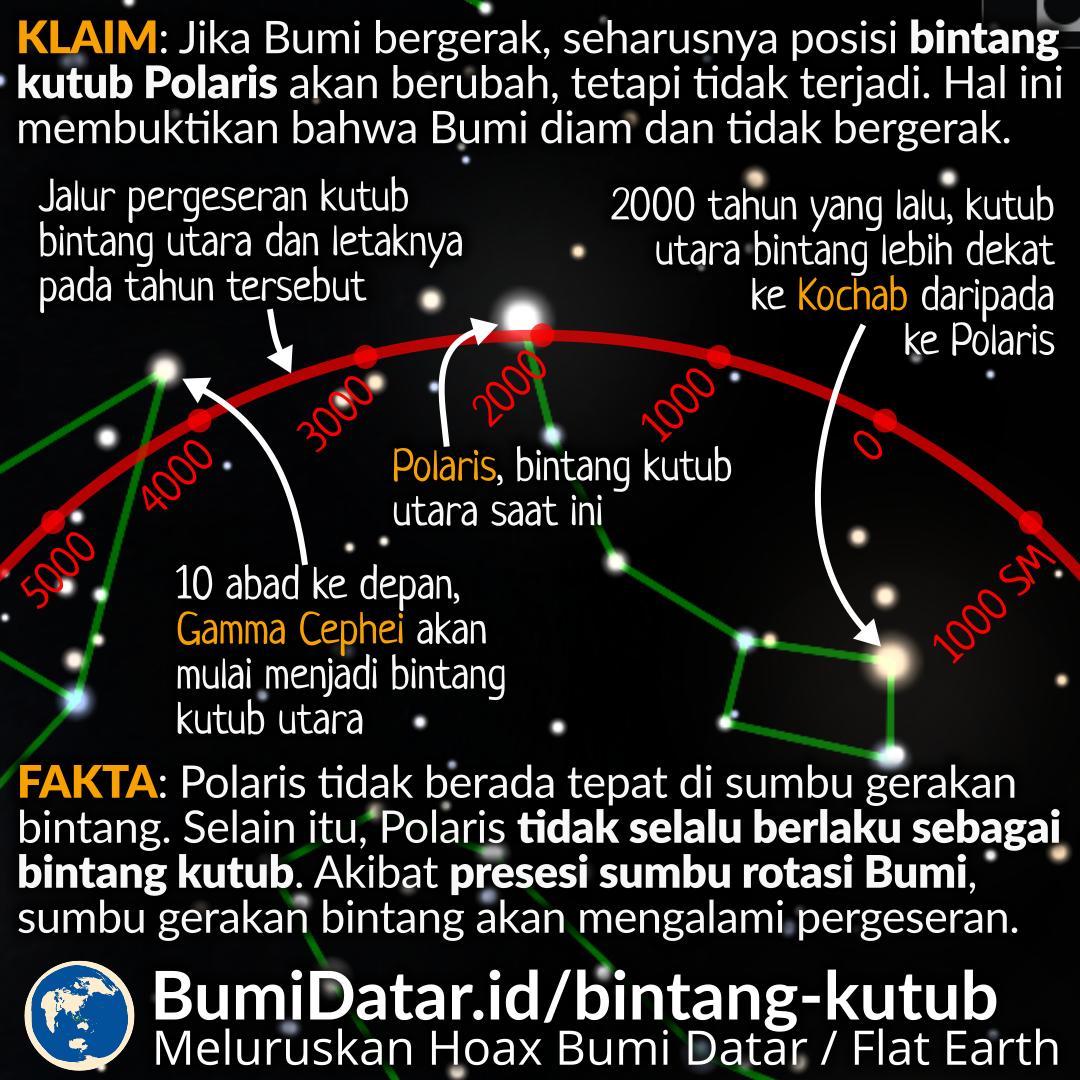 KLAIM: Jika Bumi bergerak, seharusnya posisi bintang
kutub Polaris akan berubah, tetapi tidak terjadi. Hal ini
membuktikan bahwa Bumi diam dan tidak bergerak.
Jalur pergeseran kutub
bintang utara dan letaknya
pada tahun tersebut
2000 tahun yang lalu, kutub
utara bintang lebih dekat
ke Kochab daripada
ke Polaris
5000
4000
3000
2000
1000
0
1000 SM
Polaris, bintang kutub
utara saat ini
10 abad ke depan,
Gamma Cephei akan
mulai menjadi bintang
kutub utara
FAKTA: Polaris tidak berada tepat di sumbu gerakan
bintang. Selain itu, Polaris tidak selalu berlaku sebagai
bintang kutub. Akibat presesi sumbu rotasi Bumi,
sumbu gerakan bintang akan mengalami pergeseran.
BumiDatar.id/bintang-kutub
Meluruskan Hoax Bumi Datar / Flat Earth